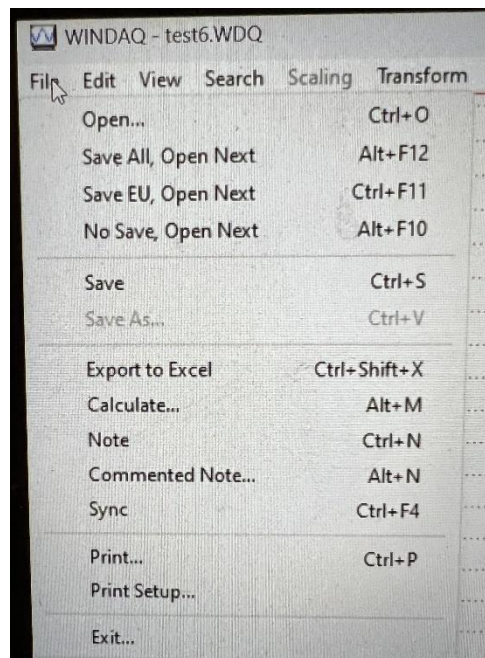 WINDAQ - test6.WDQ
File Edit View Search Scaling Transform
Open... Ctrl+O
Save All, Open Next Alt+F12
Save EU, Open Next Ctrl+F11
No Save, Open Next Alt+F10
Save Ctrl+S
Save As... Ctrl+V
Export to Excel Ctrl+Shift+X
Calculate... Alt+M
Note Ctrl+N
Commented Note... Alt+N
Sync Ctrl+F4
Print... Ctrl+P
Print Setup...
Exit...